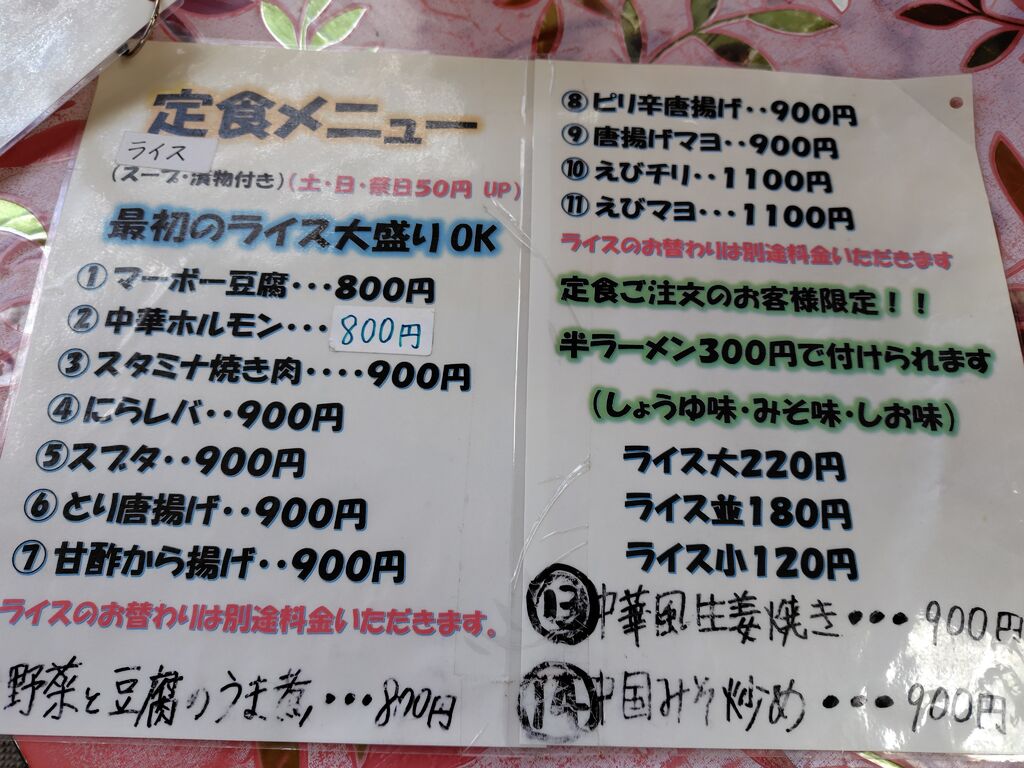 定食メニュー
ライス
(スープ・漬物付き)(土・日・祭日50円 UP)
最初のライス大盛りOK
①マーボー豆腐・・・800円
②中華ホルモン・・・800円
③スタミナ焼き肉・・・・900円
④にらレバ・・900円
⑤スブタ・・900円
⑥とり唐揚げ・・900円
⑦甘酢から揚げ・・900円
ライスのお替わりは別途料金いただきます。
野菜と豆腐のうま煮・・・800円
⑧ピリ辛唐揚げ・・900円
⑨唐揚げマヨ・・900円
⑩えびチリ・・1100円
⑪えびマヨ・・・1100円
ライスのお替わりは別途料金いただきます
定食ご注文のお客様限定！！
半ラーメン300円で付けられます
(しょうゆ味・みそ味・しお味)
ライス大220円
ライス並180円
ライス小120円
⑬中華風生姜焼き・・・900円
⑭中国みそ炒め・・・900円